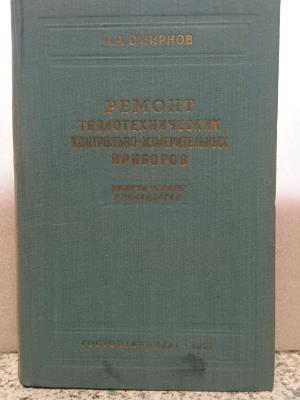 А.А.СМИРНОВ
РЕМОНТ
ТЕПЛОТЕХНИЧЕСКИХ
КОНТРОЛЬНО-ИЗМЕРИТЕЛЬНЫХ
ПРИБОРОВ
ПРАКТИЧЕСКОЕ
РУКОВОДСТВО